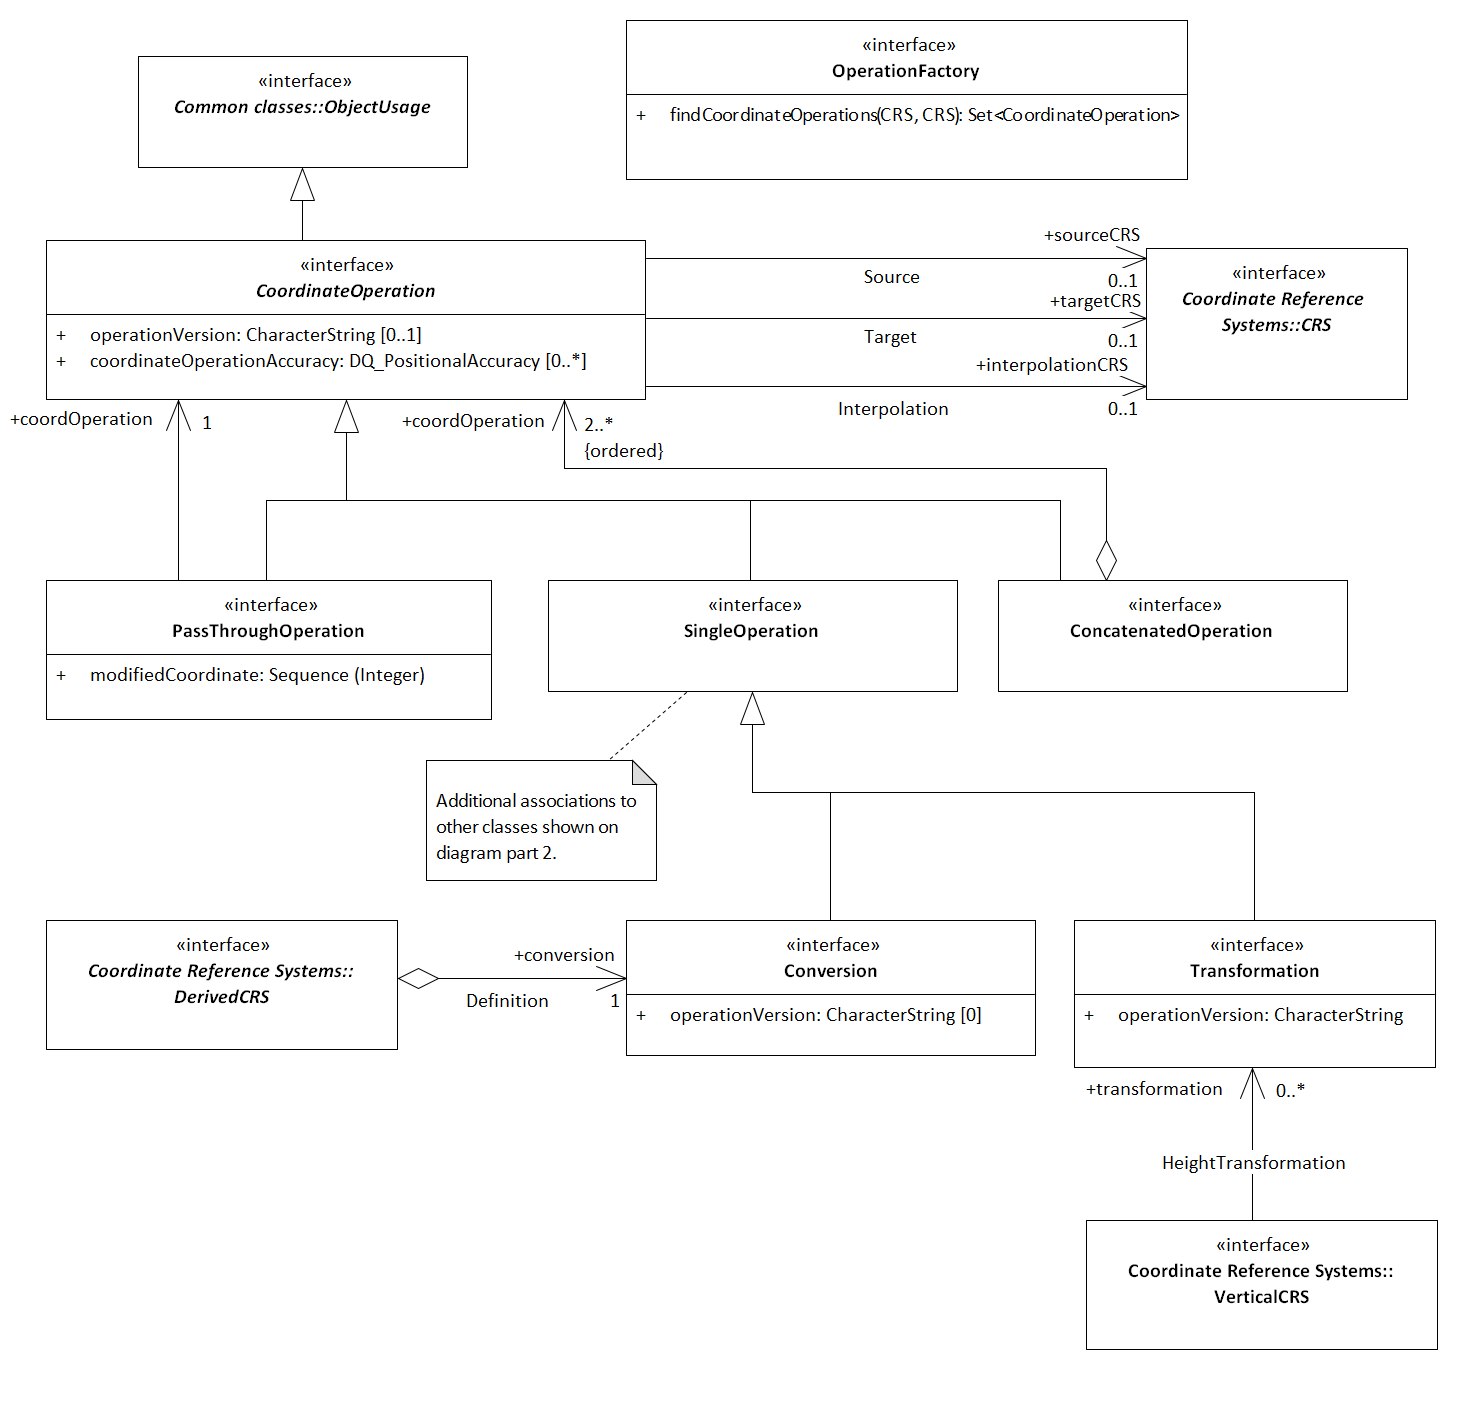 «interface»
OperationFactory
+ findCoordinateOperations(CRS, CRS): Set<CoordinateOperation>
«interface»
Common classes::ObjectUsage
«interface»
CoordinateOperation
+ operationVersion: CharacterString [0..1]
+ coordinateOperationAccuracy: DQ_PositionalAccuracy [0..*]
+sourceCRS
Source
0..1
+targetCRS
Target
0..1
+interpolationCRS
Interpolation
0..1
«interface»
Coordinate Reference
Systems::CRS
+coordOperation
1
+coordOperation
2..*
{ordered}
«interface»
PassThroughOperation
+ modifiedCoordinate: Sequence (Integer)
«interface»
SingleOperation
«interface»
ConcatenatedOperation
Additional associations to
other classes shown on
diagram part 2.
«interface»
Coordinate Reference Systems::
DerivedCRS
+conversion
Definition
1
«interface»
Conversion
+ operationVersion: CharacterString [0]
«interface»
Transformation
+ operationVersion: CharacterString
+transformation
0..*
HeightTransformation
«interface»
Coordinate Reference Systems::
VerticalCRS